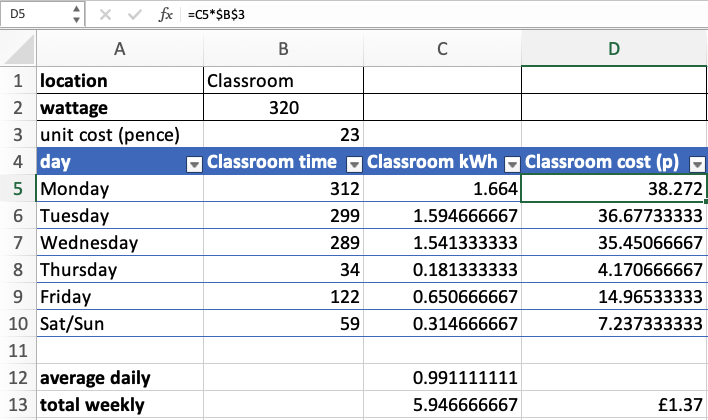 D5 fx =C5*$B$3
A B C D
1 location Classroom
2 wattage 320
3 unit cost (pence) 23
4 day Classroom time Classroom kWh Classroom cost (p)
5 Monday 312 1.664 38.272
6 Tuesday 299 1.594666667 36.67733333
7 Wednesday 289 1.541333333 35.45066667
8 Thursday 34 0.181333333 4.170666667
9 Friday 122 0.650666667 14.96533333
10 Sat/Sun 59 0.314666667 7.237333333
11
12 average daily 0.991111111
13 total weekly 5.946666667 £1.37